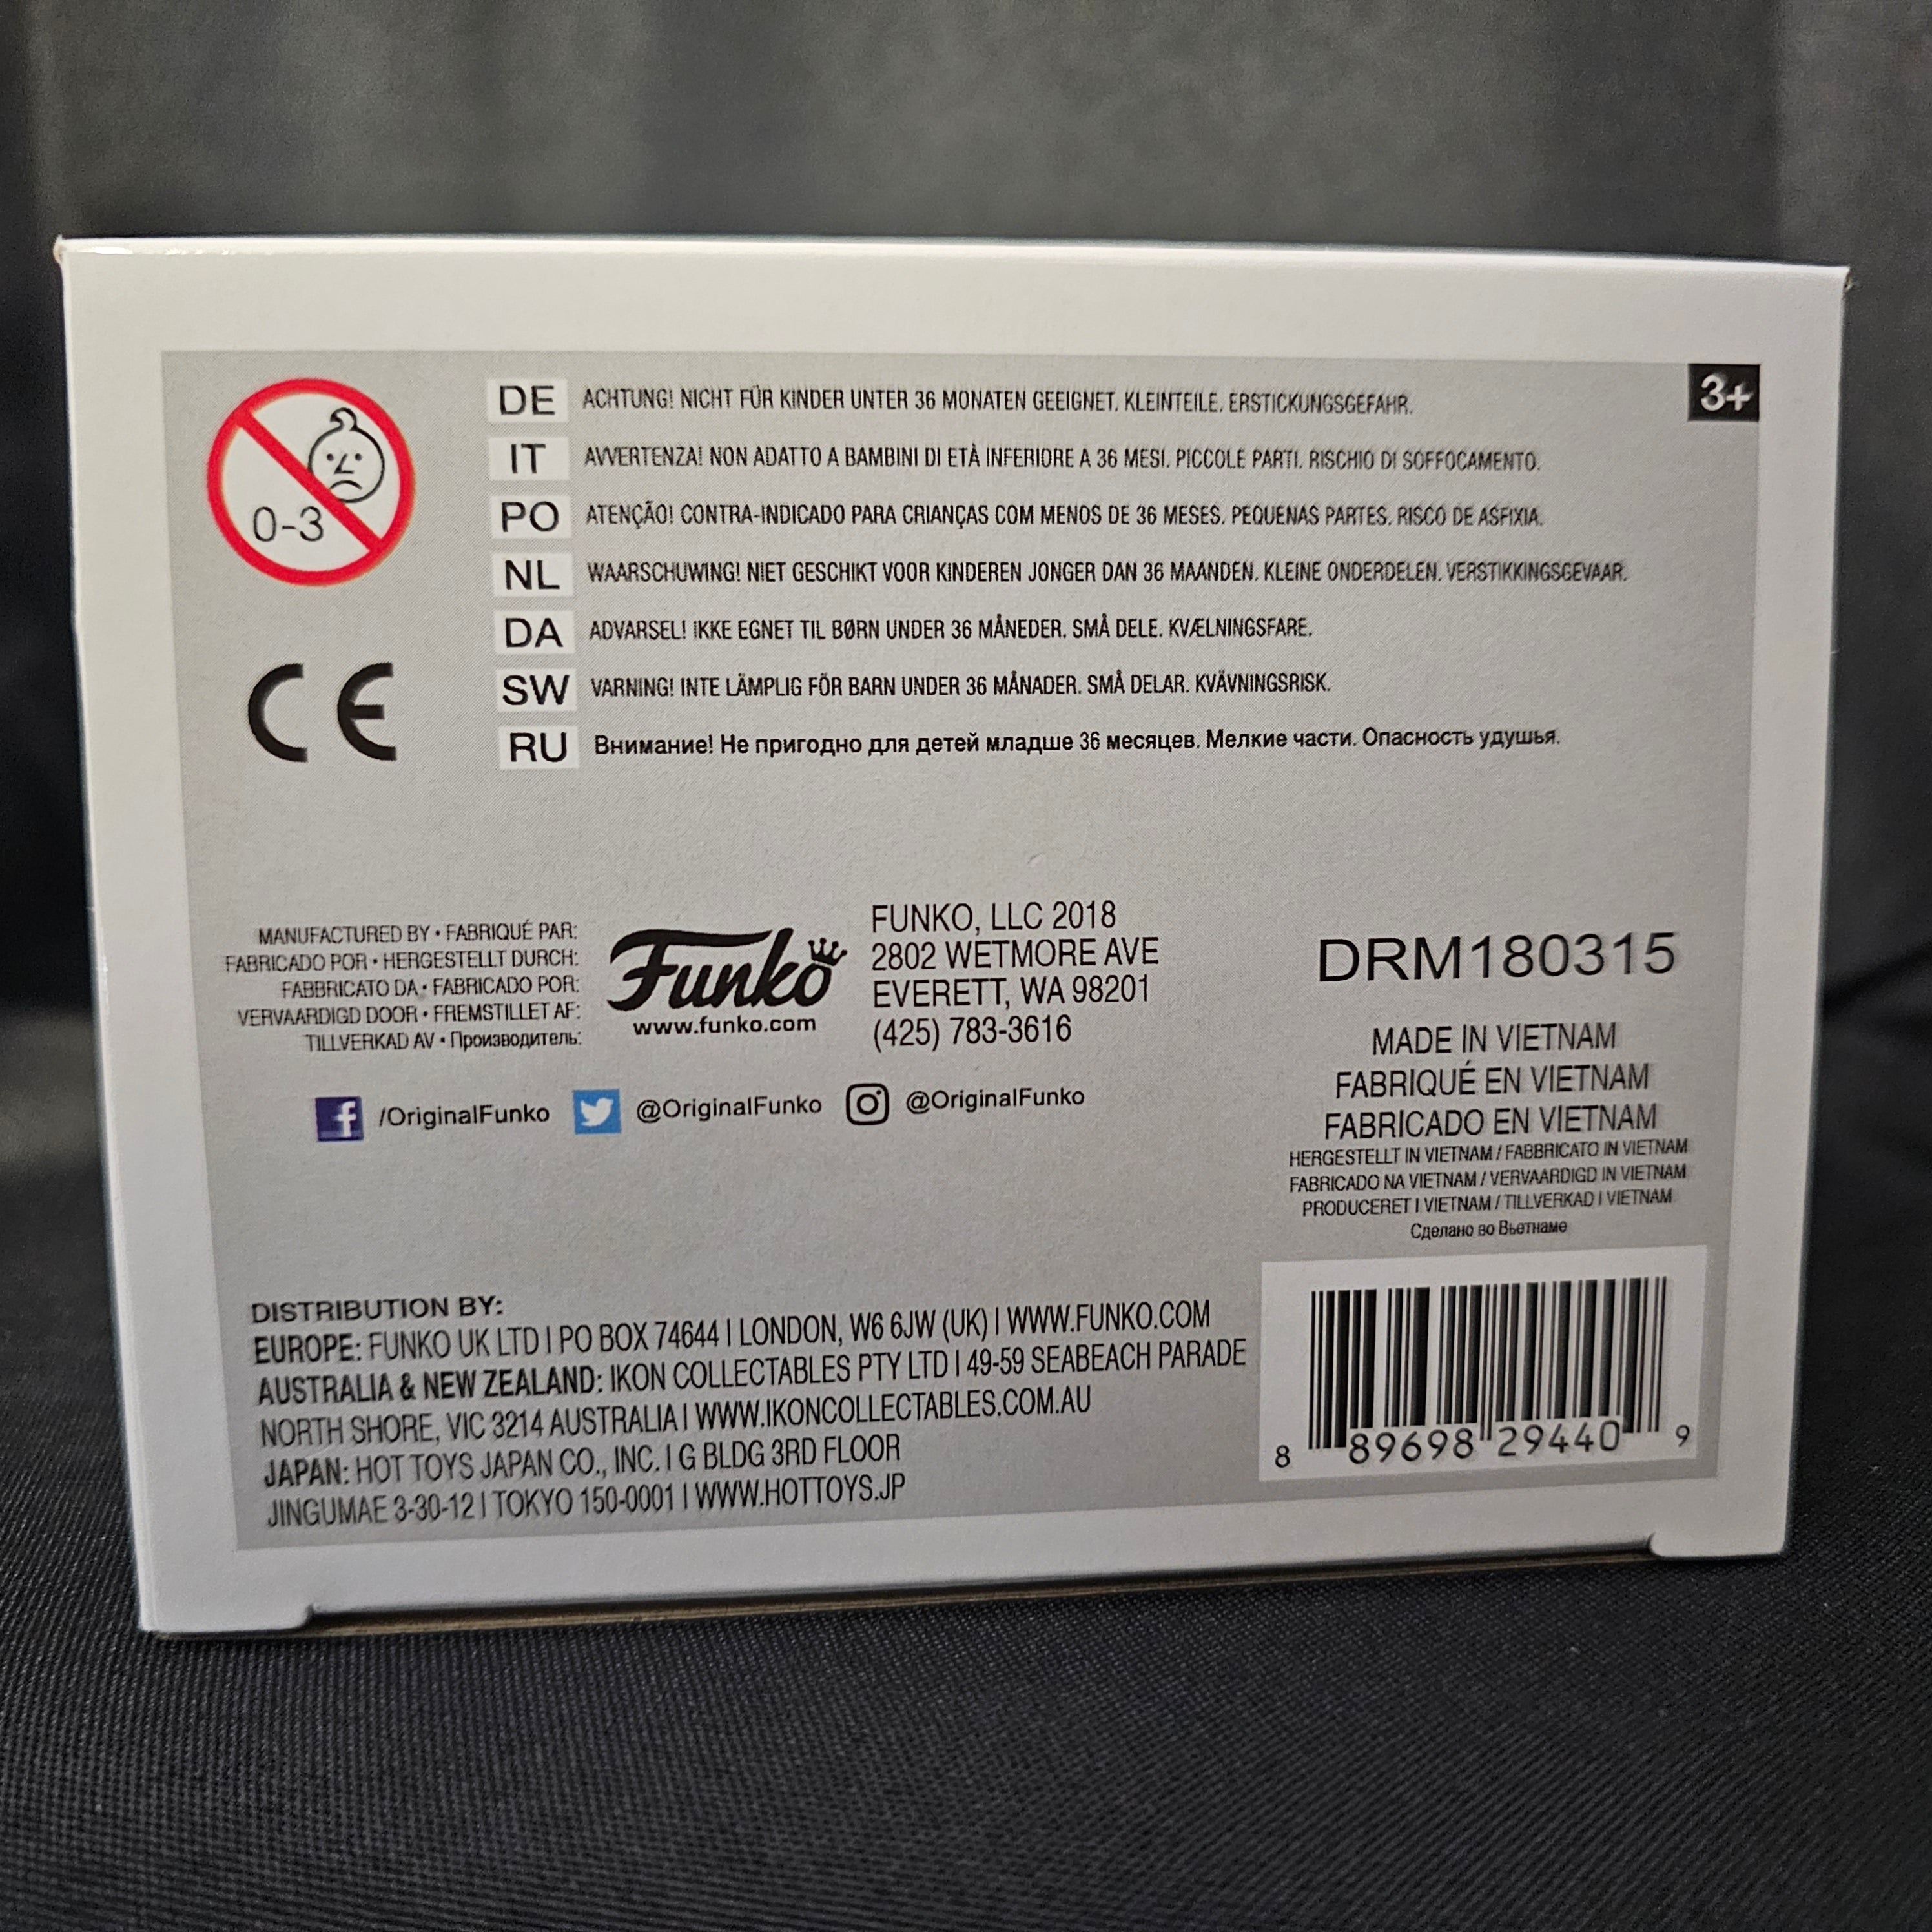 0-3
DE ACHTUNG! NICHT FÜR KINDER UNTER 36 MONATEN GEEIGNET. KLEINTEILE. ERSTICKUNGSGEFAHR.
3+
IT AVVERTENZA! NON ADATTO A BAMBINI DI ETÀ INFERIORE A 36 MESI. PICCOLE PARTI. RISCHIO DI SOFFOCAMENTO.
PO ATENÇÃO! CONTRA-INDICADO PARA CRIANÇAS COM MENOS DE 36 MESES. PEQUENAS PARTES. RISCO DE ASFIXIA.
NL WAARSCHUWING! NIET GESCHIKT VOOR KINDEREN JONGER DAN 36 MAANDEN. KLEINE ONDERDELEN. VERSTIKKINGSGEVAAR.
DA ADVARSEL! IKKE EGNET TIL BØRN UNDER 36 MÅNEDER. SMÅ DELE. KVÆLNINGSFARE.
SW VARNING! INTE LÄMPLIG FÖR BARN UNDER 36 MÅNADER. SMÅ DELAR. KVÄVNINGSRISK.
RU Внимание! Не пригодно для детей младше 36 месяцев. Мелкие части. Опасность удушья.
CE
MANUFACTURED BY • FABRIQUÉ PAR:
FABRICADO POR • HERGESTELLT DURCH:
FABBRICATO DA • FABRICADO POR:
VERVAARDIGD DOOR • FREMSTILLET AF:
TILLVERKAD AV • Производитель:
Funko
www.funko.com
FUNKO, LLC 2018
2802 WETMORE AVE
EVERETT, WA 98201
(425) 783-3616
/OriginalFunko @OriginalFunko @OriginalFunko
DRM180315
MADE IN VIETNAM
FABRIQUÉ EN VIETNAM
FABRICADO EN VIETNAM
HERGESTELLT IN VIETNAM / FABBRICATO IN VIETNAM
FABRICADO NA VIETNAM / VERVAARDIGD IN VIETNAM
PRODUCERET I VIETNAM / TILLVERKAD I VIETNAM
Сделано во Вьетнаме
DISTRIBUTION BY:
EUROPE: FUNKO UK LTD | PO BOX 74644 | LONDON, W6 6JW (UK) | WWW.FUNKO.COM
AUSTRALIA & NEW ZEALAND: IKON COLLECTABLES PTY LTD | 49-59 SEABEACH PARADE
NORTH SHORE, VIC 3214 AUSTRALIA | WWW.IKONCOLLECTABLES.COM.AU
JAPAN: HOT TOYS JAPAN CO., INC. | G BLDG 3RD FLOOR
JINGUMAE 3-30-12 | TOKYO 150-0001 | WWW.HOTTOYS.JP
8 89698 29440 9